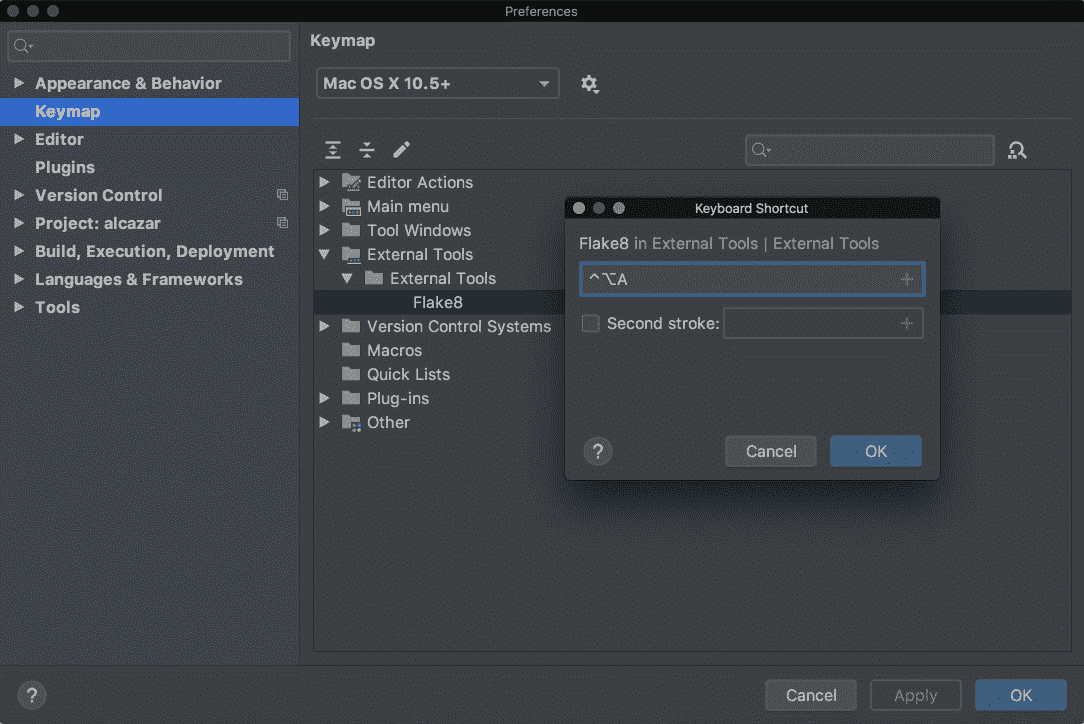 Preferences
Appearance & Behavior
Keymap
Editor
Plugins
Version Control
Project: alcazar
Build, Execution, Deployment
Languages & Frameworks
Tools
Keymap
Mac OS X 10.5+
Editor Actions
Main menu
Tool Windows
External Tools
External Tools
Flake8
Version Control Systems
Macros
Quick Lists
Plug-ins
Other
Keyboard Shortcut
Flake8 in External Tools | External Tools
^⌥A
Second stroke:
?
Cancel
OK
?
Cancel
Apply
OK